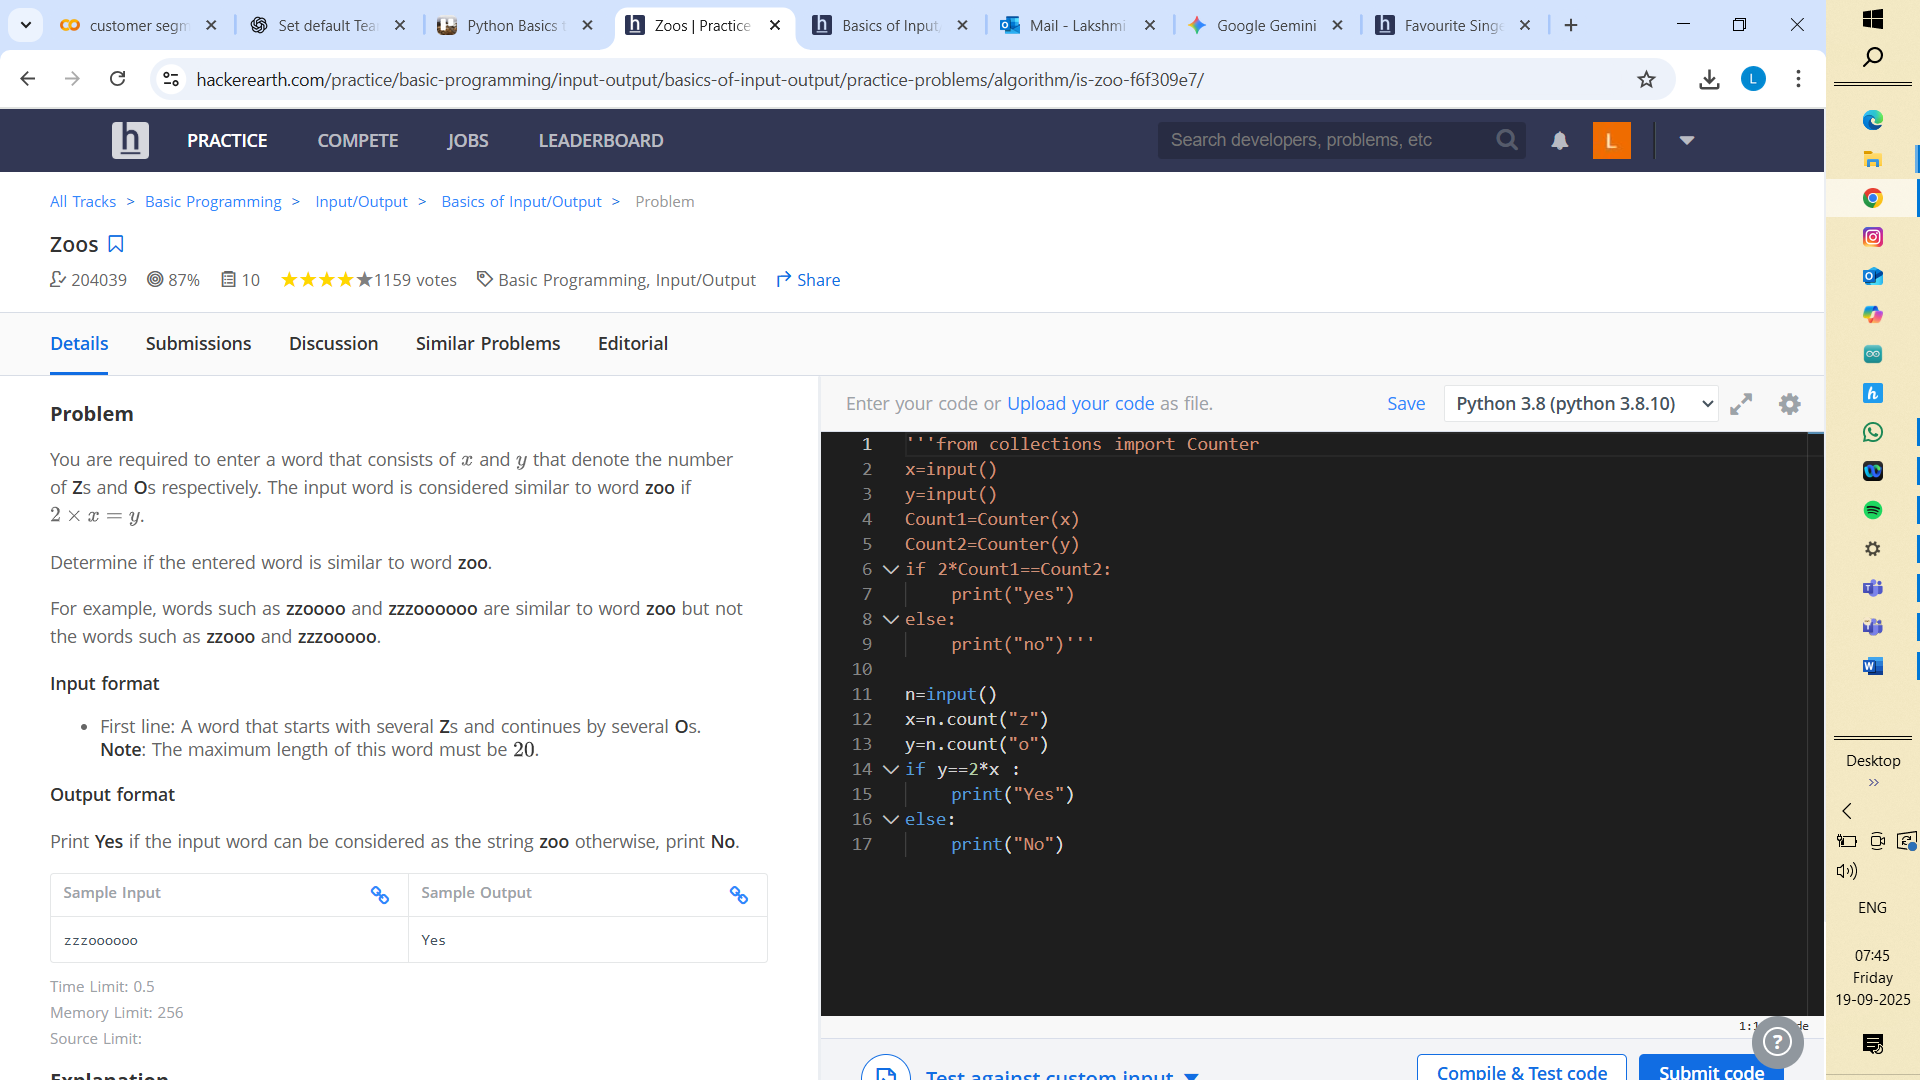 customer segm
Set default Tea
Python Basics t
Zoos | Practice
Basics of Input,
Mail - Lakshmi
Google Gemini
Favourite Singe
hackerearth.com/practice/basic-programming/input-output/basics-of-input-output/practice-problems/algorithm/is-zoo-f6f309e7/
L
h
PRACTICE
COMPETE
JOBS
LEADERBOARD
Search developers, problems, etc
L
All Tracks > Basic Programming > Input/Output > Basics of Input/Output > Problem
Zoos
204039 87% 10 ★★★★★1159 votes Basic Programming, Input/Output Share
Details Submissions Discussion Similar Problems Editorial
Problem
You are required to enter a word that consists of x and y that denote the number
of Zs and Os respectively. The input word is considered similar to word zoo if
2 × x = y.
Determine if the entered word is similar to word zoo.
For example, words such as zzoooo and zzzoooooo are similar to word zoo but not
the words such as zzooo and zzzooooo.
Input format
• First line: A word that starts with several Zs and continues by several Os.
Note: The maximum length of this word must be 20.
Output format
Print Yes if the input word can be considered as the string zoo otherwise, print No.
Sample Input
Sample Output
zzzoooooo
Yes
Time Limit: 0.5
Memory Limit: 256
Source Limit:
Explanation
Enter your code or Upload your code as file.
Save
Python 3.8 (python 3.8.10)
1 '''from collections import Counter
2 x=input()
3 y=input()
4 Count1=Counter(x)
5 Count2=Counter(y)
6 if 2*Count1==Count2:
7 print("yes")
8 else:
9 print("no")'''
10
11 n=input()
12 x=n.count("z")
13 y=n.count("o")
14 if y==2*x :
15 print("Yes")
16 else:
17 print("No")
?
Test against custom input
Compile & Test code
Submit code
Desktop
»
ENG
07:45
Friday
19-09-2025